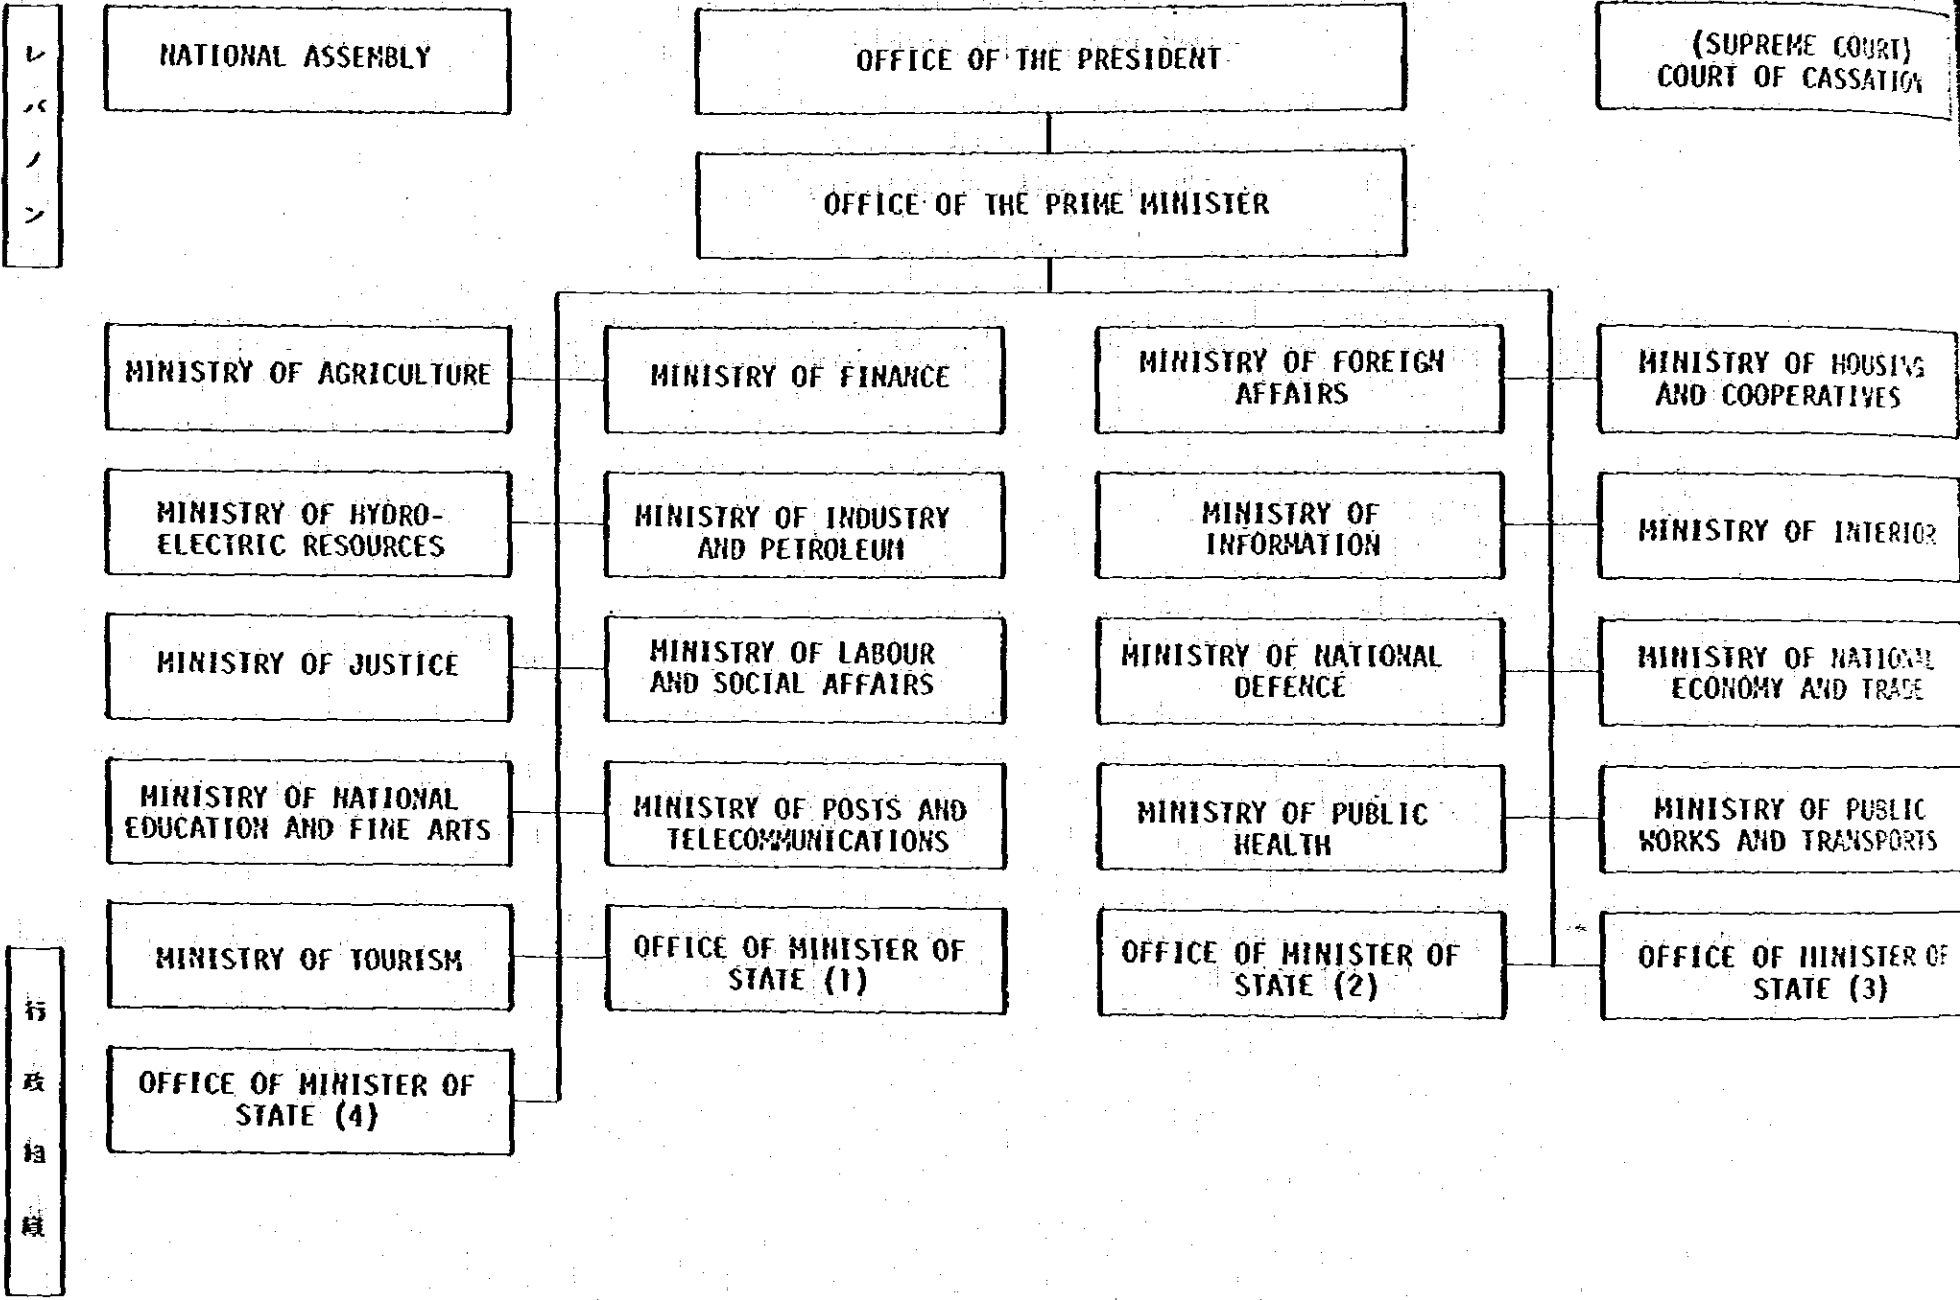 レバノン
NATIONAL ASSEMBLY
OFFICE OF THE PRESIDENT
(SUPREME COURT)
COURT OF CASSATION
OFFICE OF THE PRIME MINISTER
MINISTRY OF AGRICULTURE
MINISTRY OF FINANCE
MINISTRY OF FOREIGN
AFFAIRS
MINISTRY OF HOUSING
AND COOPERATIVES
MINISTRY OF HYDRO-
ELECTRIC RESOURCES
MINISTRY OF INDUSTRY
AND PETROLEUM
MINISTRY OF
INFORMATION
MINISTRY OF INTERIOR
MINISTRY OF JUSTICE
MINISTRY OF LABOUR
AND SOCIAL AFFAIRS
MINISTRY OF NATIONAL
DEFENCE
MINISTRY OF NATIONAL
ECONOMY AND TRADE
MINISTRY OF NATIONAL
EDUCATION AND FINE ARTS
MINISTRY OF POSTS AND
TELECOMMUNICATIONS
MINISTRY OF PUBLIC
HEALTH
MINISTRY OF PUBLIC
WORKS AND TRANSPORTS
MINISTRY OF TOURISM
OFFICE OF MINISTER OF
STATE (1)
OFFICE OF MINISTER OF
STATE (2)
OFFICE OF MINISTER OF
STATE (3)
OFFICE OF MINISTER OF
STATE (4)
行政組織